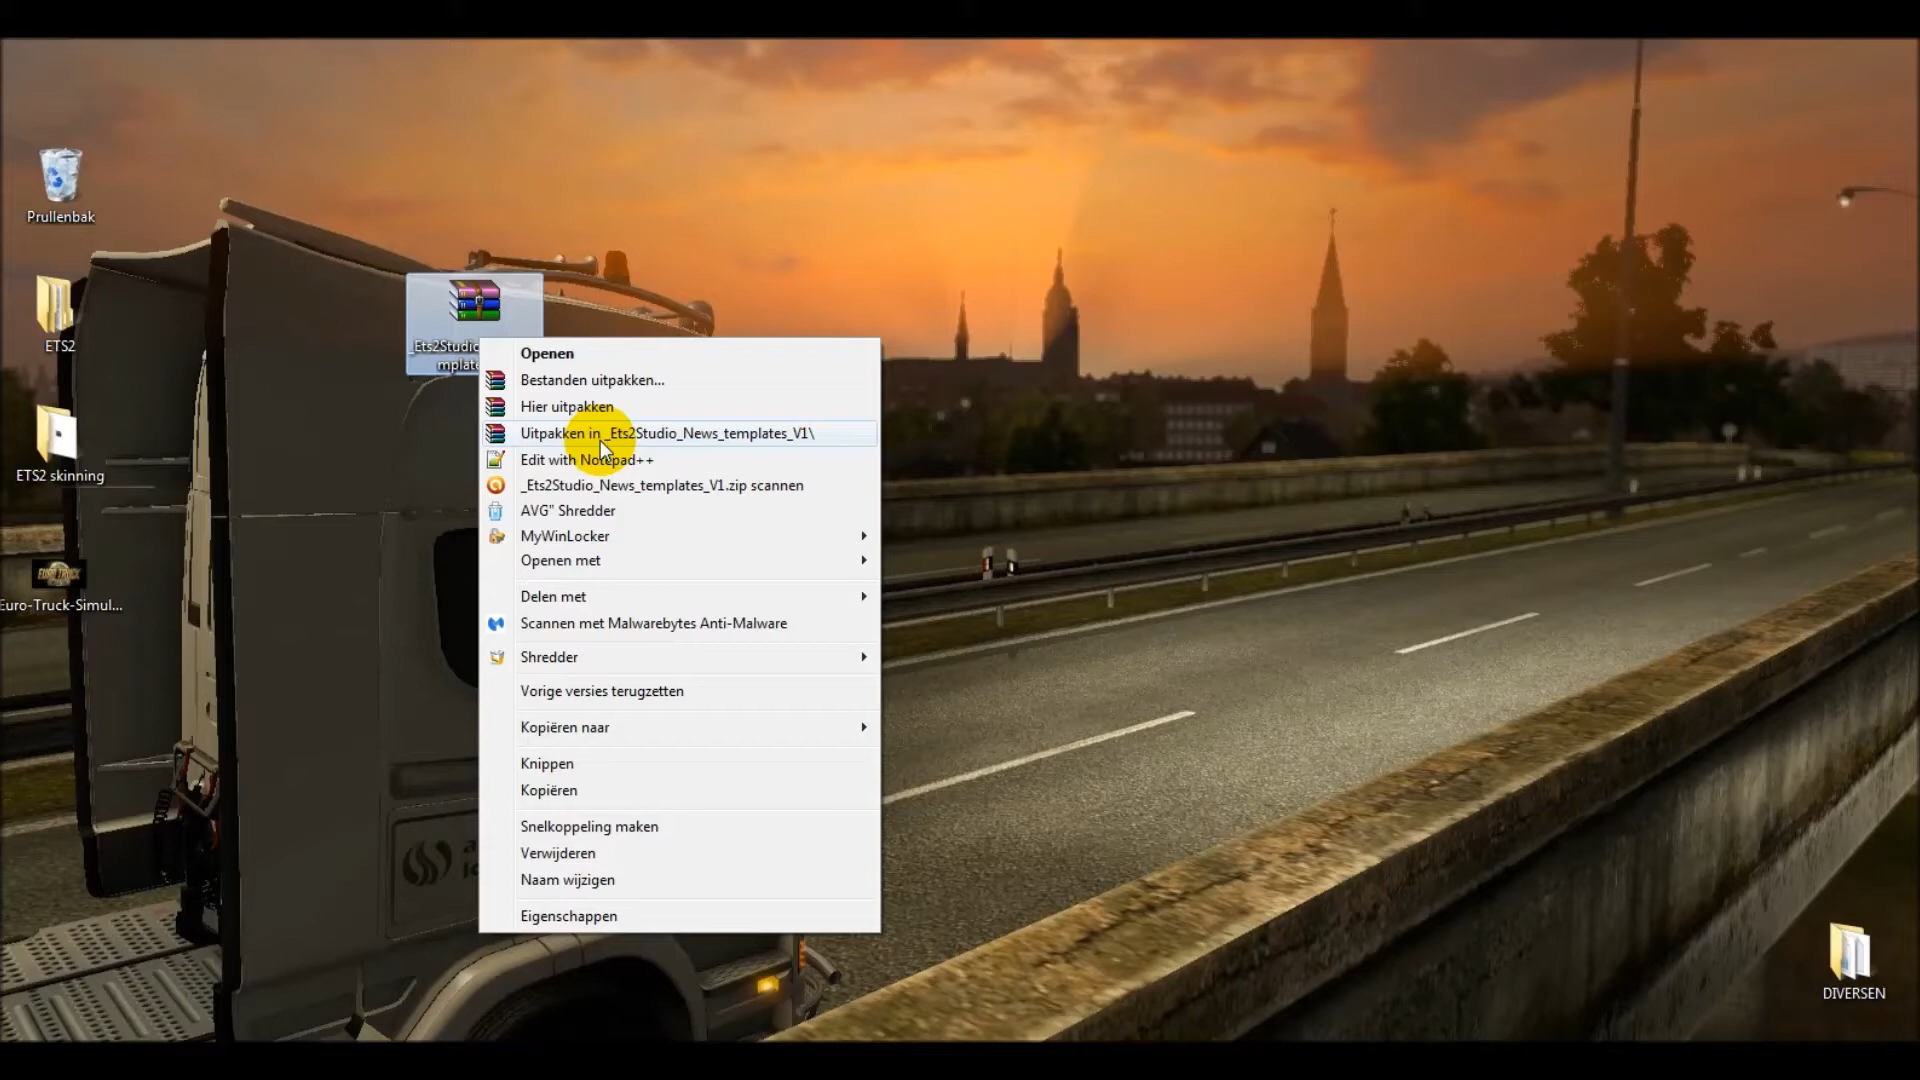 Prullenbak
ETS2
ETS2 skinning
Euro-Truck-Simul...
_Ets2Studio
mplate
Openen
Bestanden uitpakken...
Hier uitpakken
Uitpakken in _Ets2Studio_News_templates_V1\
Edit with Notepad++
_Ets2Studio_News_templates_V1.zip scannen
AVG" Shredder
MyWinLocker
Openen met
Delen met
Scannen met Malwarebytes Anti-Malware
Shredder
Vorige versies terugzetten
Kopiëren naar
Knippen
Kopiëren
Snelkoppeling maken
Verwijderen
Naam wijzigen
Eigenschappen
DIVERSEN